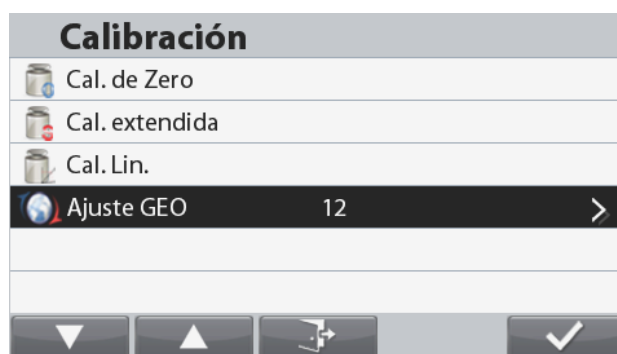 Calibración
Cal. de Zero
Cal. extendida
Cal. Lin.
Ajuste GEO 12